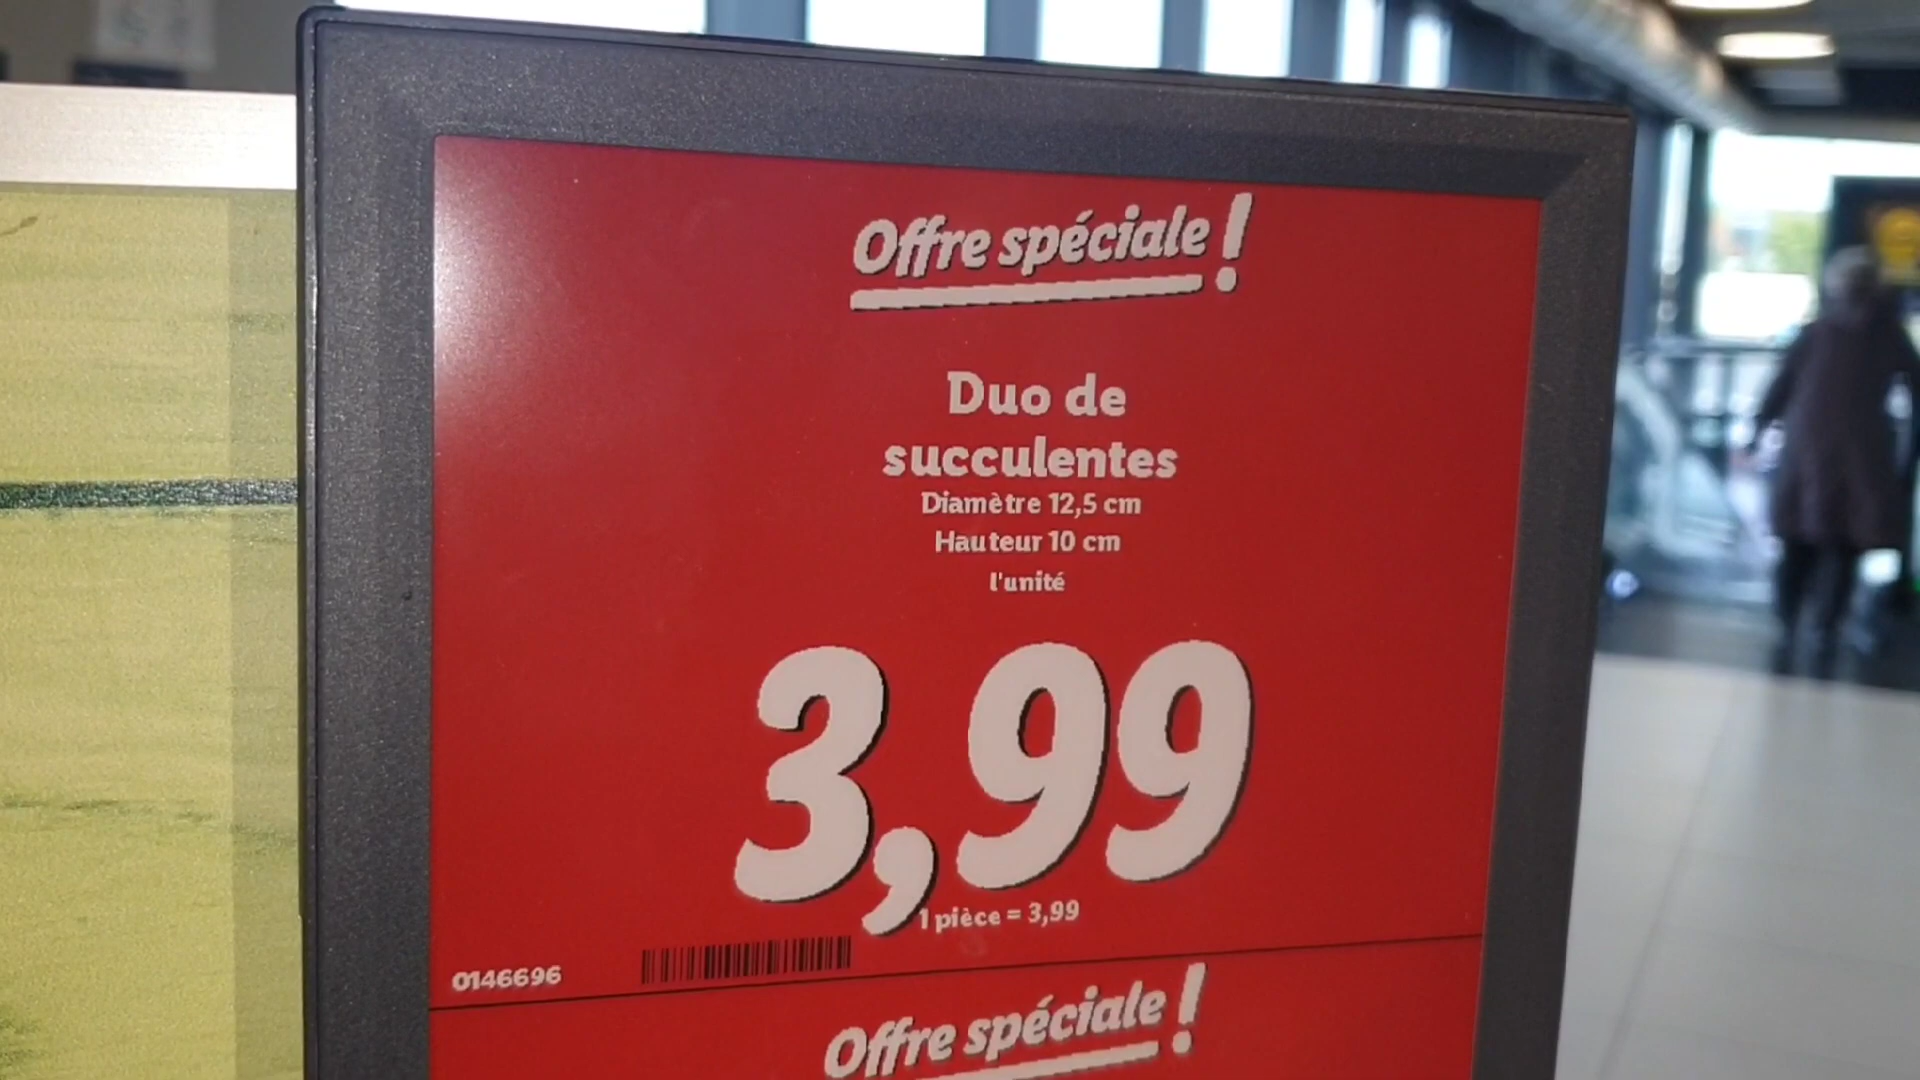 Offre spéciale !
Duo de
succulentes
Diamètre 12,5 cm
Hauteur 10 cm
l'unité
3,99
1 pièce = 3,99
0146696
Offre spéciale !